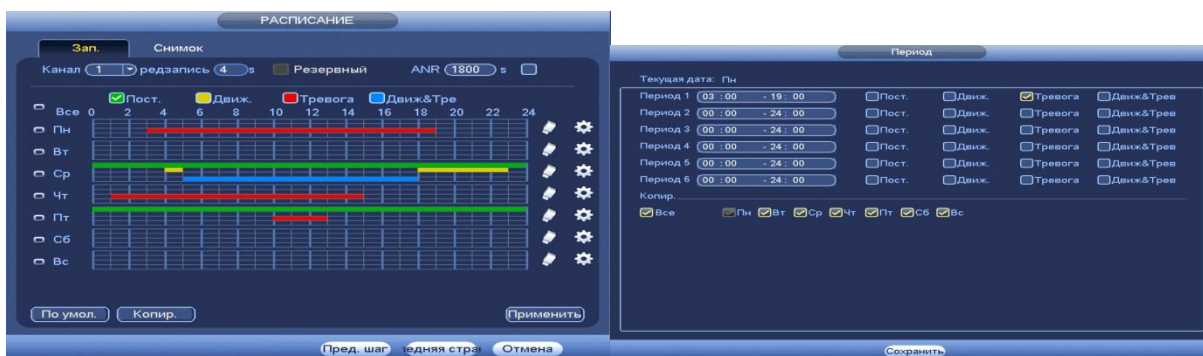 РАСПИСАНИЕ
Зап. Снимок
Канал 1 редзапись 4 s Резервный ANR 1800 s
Пост. Движ. Тревога Движ&Тре
Все 0 2 4 6 8 10 12 14 16 18 20 22 24
Пн
Вт
Ср
Чт
Пт
Сб
Вс
По умол. Копир. Применить
Пред. шаг едняя стра Отмена
Период
Текущая дата: Пн
Период 1 03 :00 - 19 : 00 Пост. Движ. Тревога Движ&Трев
Период 2 00 :00 - 24 : 00 Пост. Движ. Тревога Движ&Трев
Период 3 00 :00 - 24 : 00 Пост. Движ. Тревога Движ&Трев
Период 4 00 :00 - 24 : 00 Пост. Движ. Тревога Движ&Трев
Период 5 00 :00 - 24 : 00 Пост. Движ. Тревога Движ&Трев
Период 6 00 :00 - 24 : 00 Пост. Движ. Тревога Движ&Трев
Копир.
Все Пн Вт Ср Чт Пт Сб Вс
Сохранить